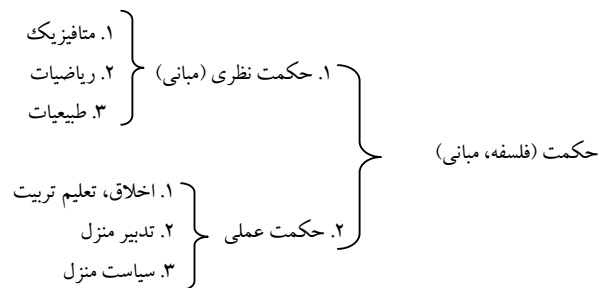 حکمت (فلسفه، مبانی)
۱. حکمت نظری (مبانی)
۱. متافیزیک
۲. ریاضیات
۳. طبیعیات
۲. حکمت عملی
۱. اخلاق، تعلیم تربیت
۲. تدبیر منزل
۳. سیاست منزل